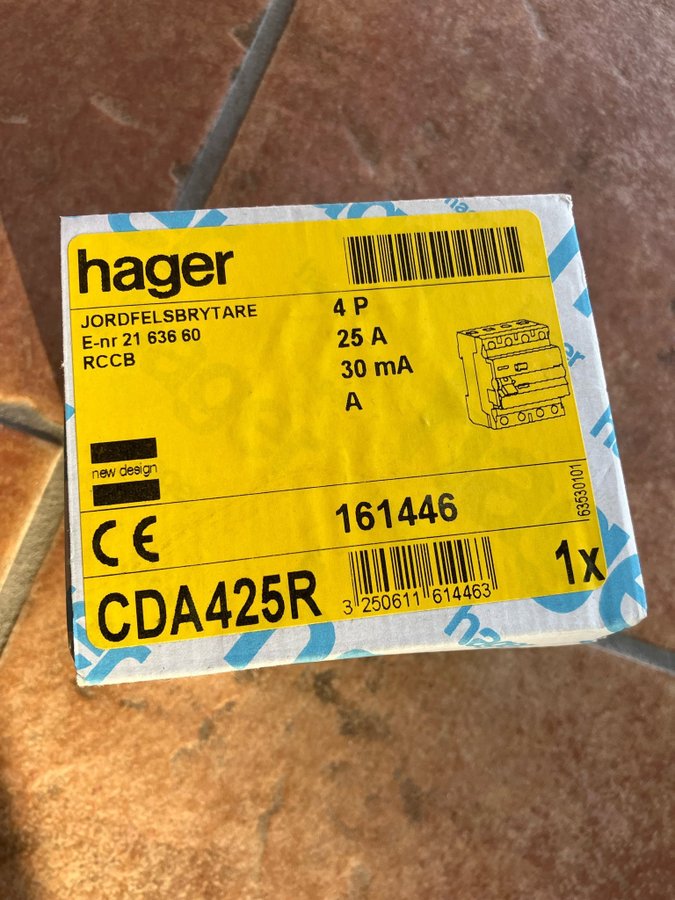 hager
JORDFELSBRYTARE
E-nr 21 636 60
RCCB
4 P
25 A
30 mA
A
new design
63530101
CE
161446
CDA425R
3 250611 614463
1x
hager